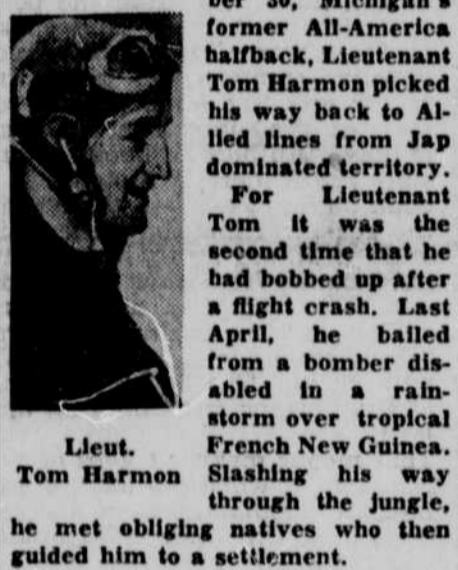 ber 30, Michigan's
former All-America
halfback, Lieutenant
Tom Harmon picked
his way back to Al-
lied lines from Jap
dominated territory.
For Lieutenant
Tom it was the
second time that he
had bobbed up after
a flight crash. Last
April, he bailed
from a bomber dis-
abled in a rain-
storm over tropical
French New Guinea.
Slashing his way
through the jungle,
he met obliging natives who then
guided him to a settlement.
Lieut.
Tom Harmon